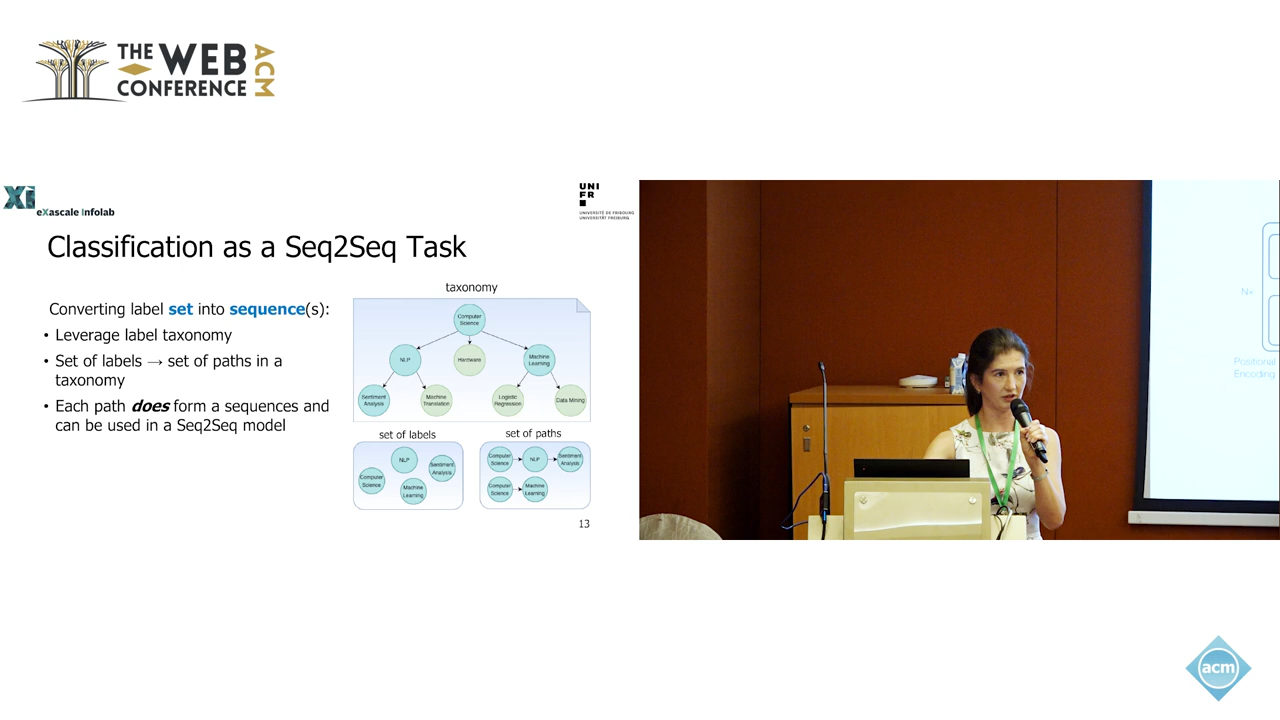 THE WEB
CONFERENCE
ACM
Xi
eXascale Infolab
UNI
FR
UNIVERSITÉ DE FRIBOURG
UNIVERSITÄT FREIBURG
Classification as a Seq2Seq Task
Converting label set into sequence(s):
• Leverage label taxonomy
• Set of labels → set of paths in a
taxonomy
• Each path does form a sequences and
can be used in a Seq2Seq model
taxonomy
Computer
Science
NLP
Hardware
Machine
Learning
Sentiment
Analysis
Machine
Translation
Logistic
Regression
Data Mining
set of labels
NLP
Sentiment
Analysis
Computer
Science
Machine
Learning
set of paths
Computer
Science
NLP
Sentiment
Analysis
Computer
Science
Machine
Learning
13
N×
Positional
Encoding
acm